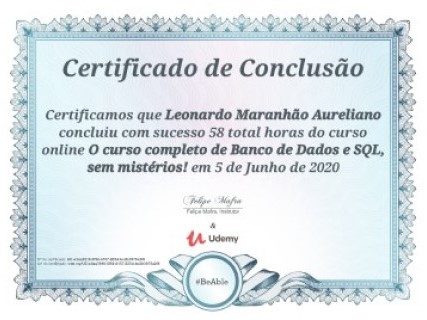 Certificado de Conclusão
Certificamos que Leonardo Maranhão Aureliano
concluiu com sucesso 58 total horas do curso
online O curso completo de Banco de Dados e SQL,
sem mistérios! em 5 de Junho de 2020
Felipe Mafra
Felipe Mafra, Instrutor
&
Udemy
#BeAble